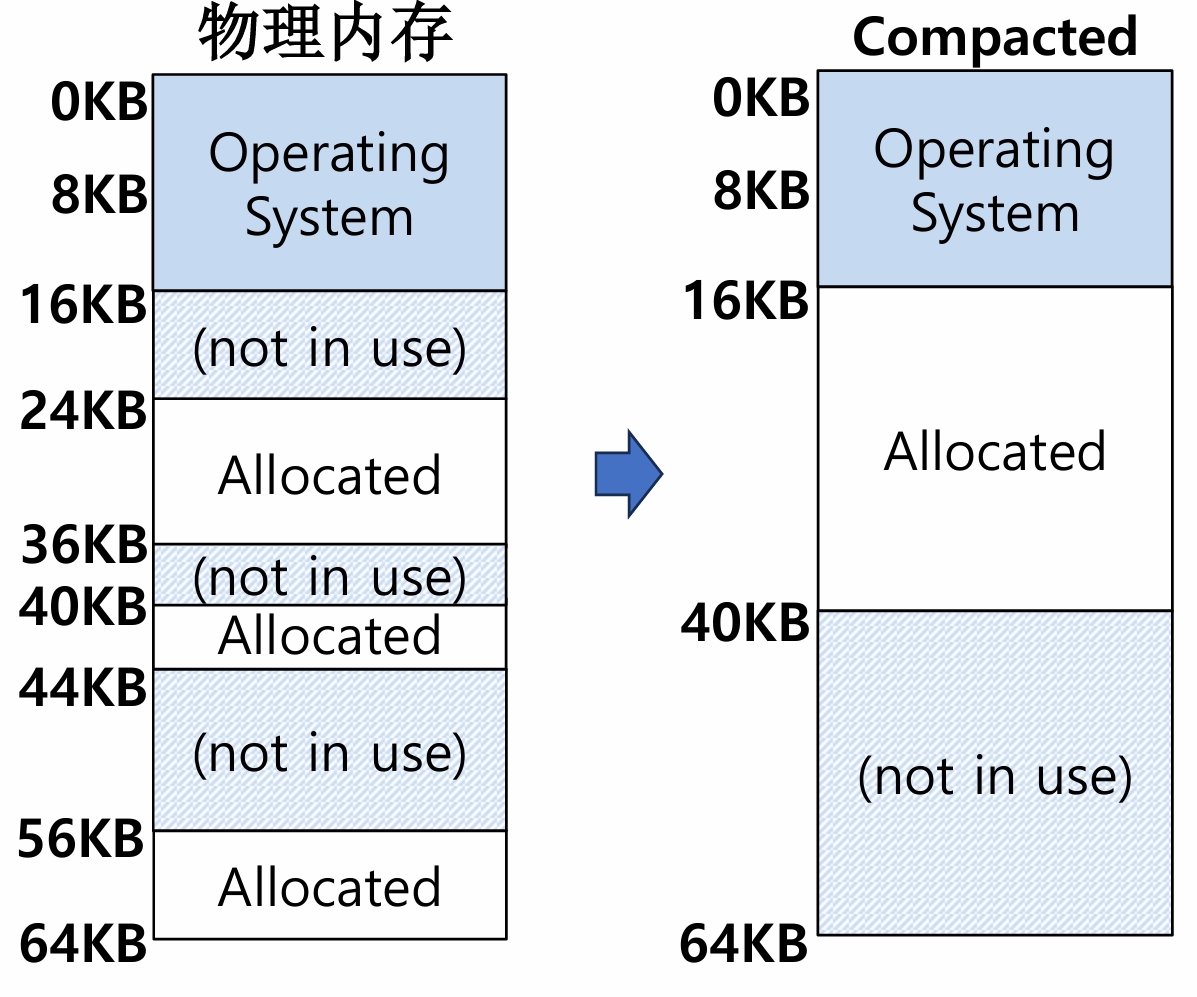 物理内存
0KB
8KB
16KB
24KB
36KB
40KB
44KB
56KB
64KB
Operating
System
(not in use)
Allocated
(not in use)
Allocated
(not in use)
Allocated
Compacted
0KB
8KB
16KB
40KB
64KB
Operating
System
Allocated
(not in use)